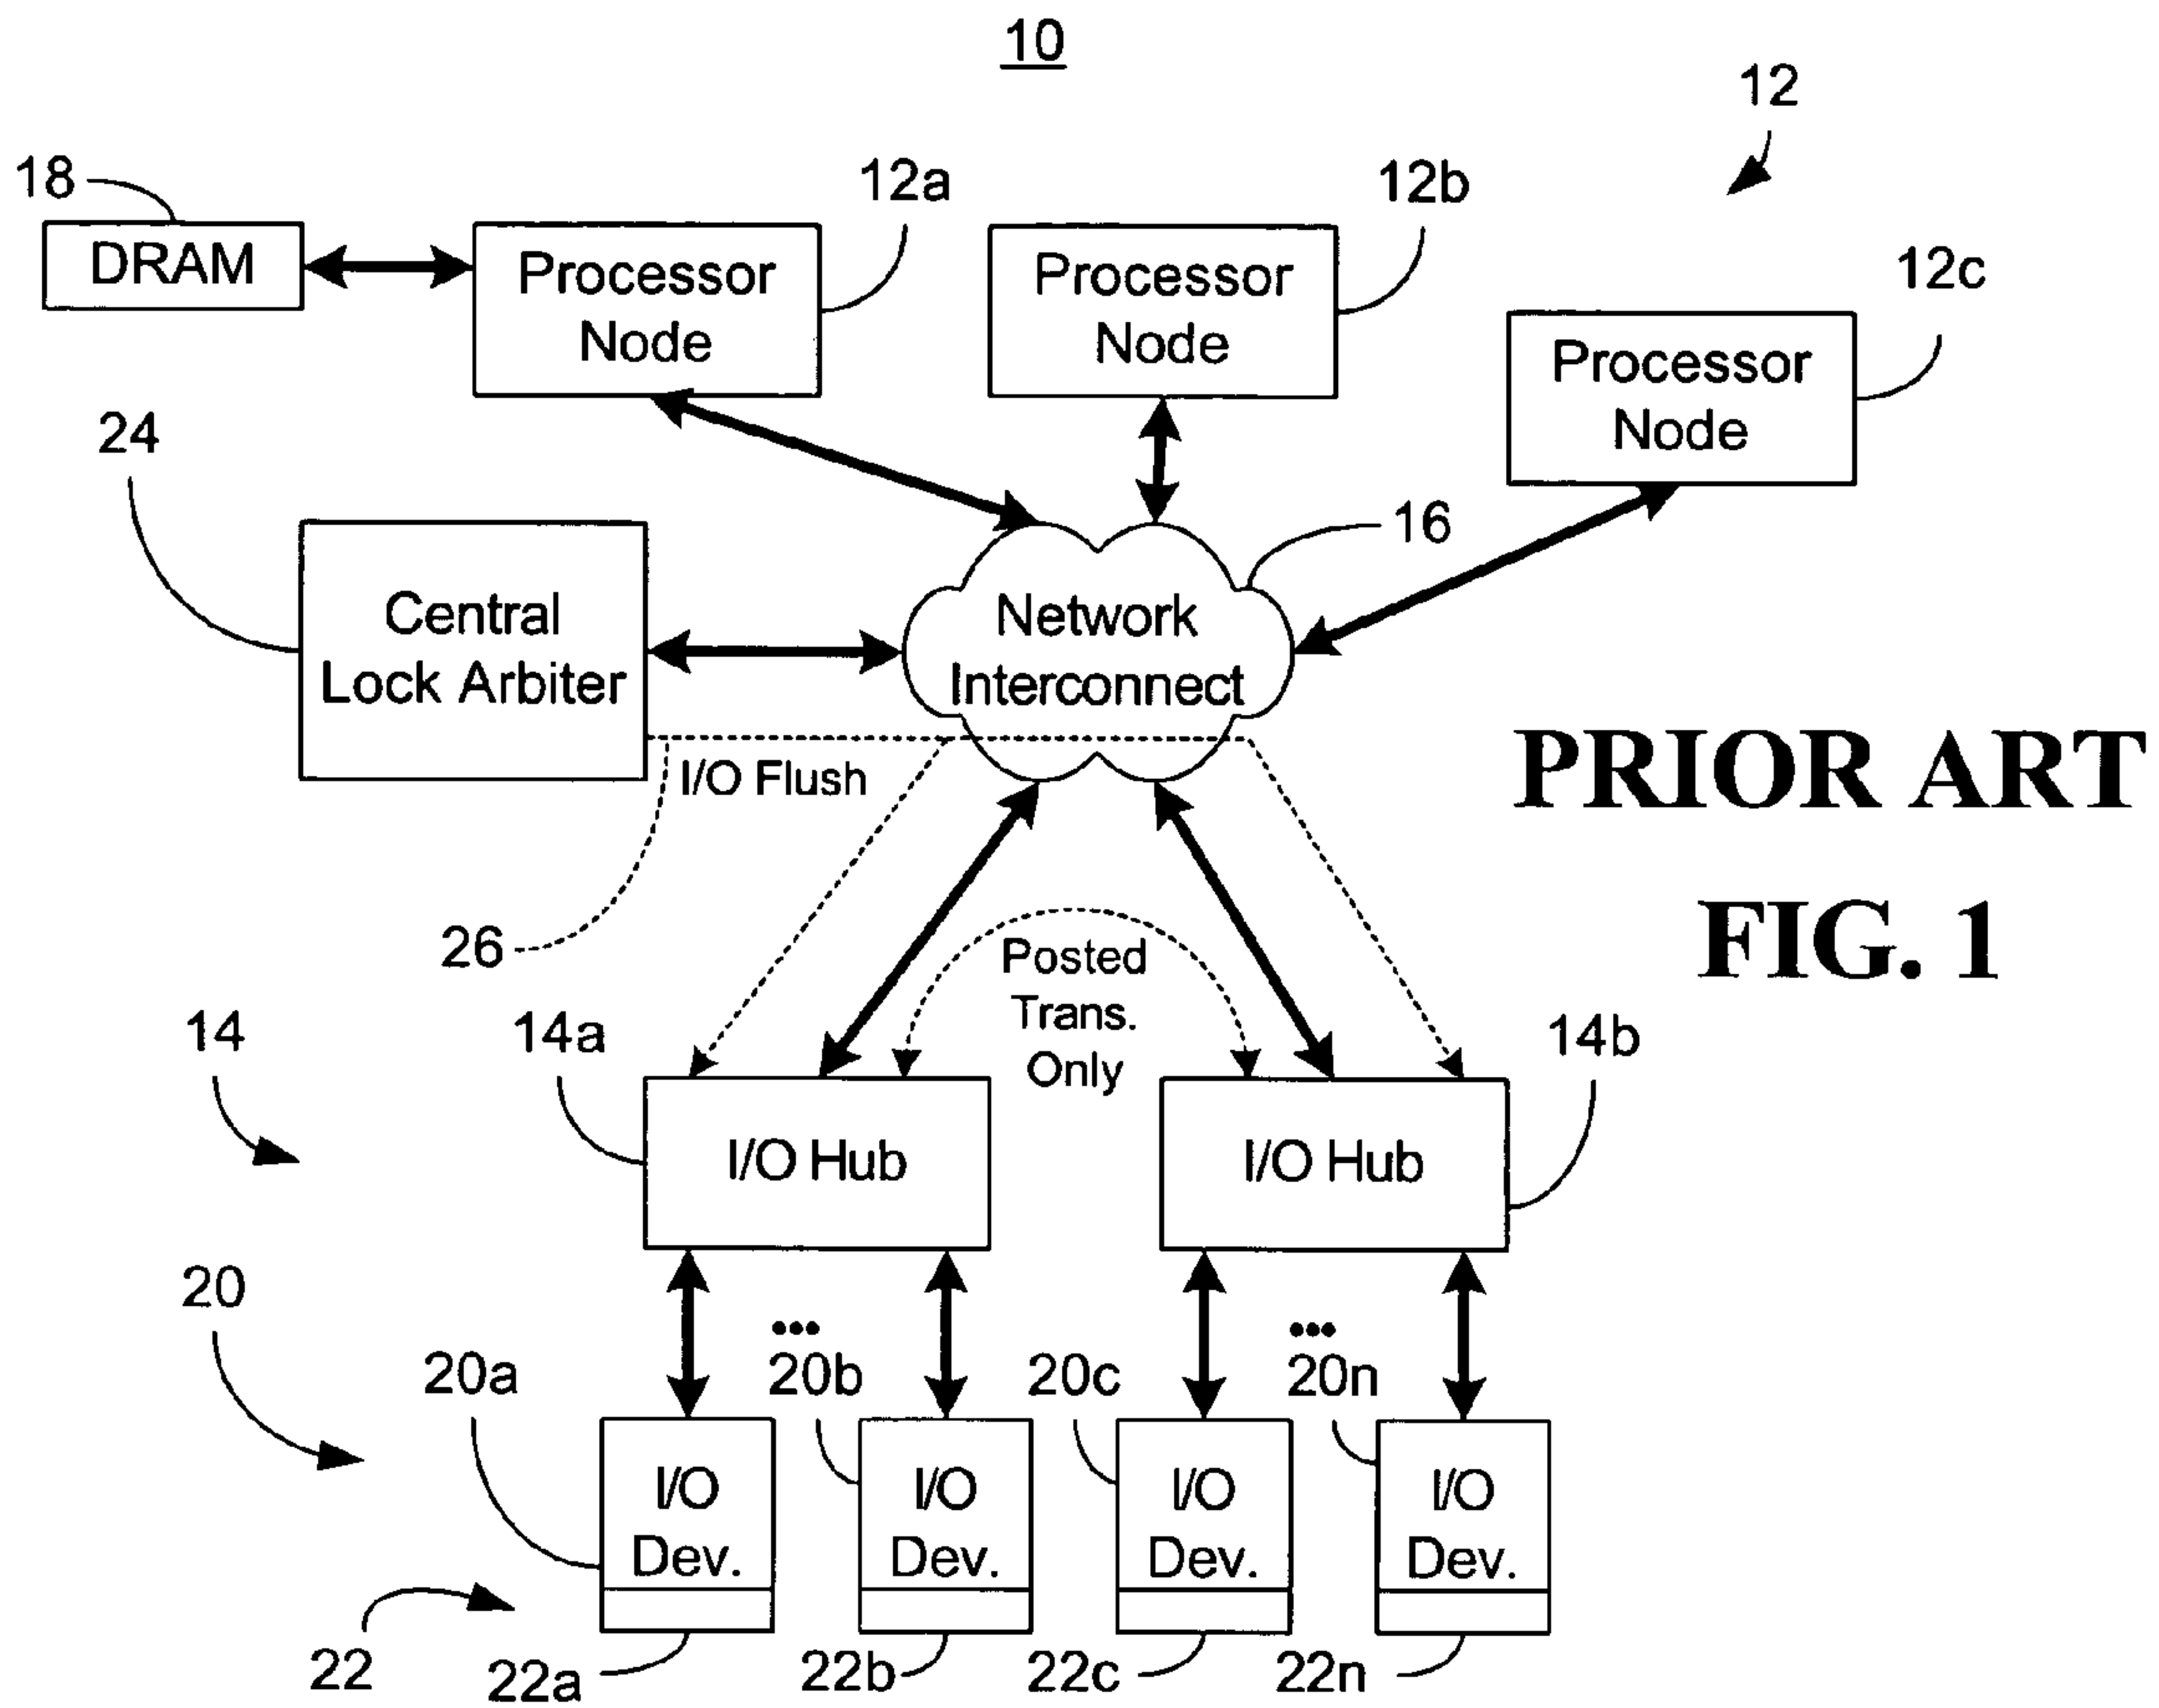 10
12
18
12a
12b
12c
DRAM
Processor
Node
Processor
Node
Processor
Node
24
16
Central
Lock Arbiter
Network
Interconnect
I/O Flush
PRIOR ART
FIG. 1
26
Posted
Trans.
Only
14
14a
14b
I/O Hub
I/O Hub
20
•••
•••
20a
20b
20c
20n
I/O
Dev.
I/O
Dev.
I/O
Dev.
I/O
Dev.
22
22a
22b
22c
22n